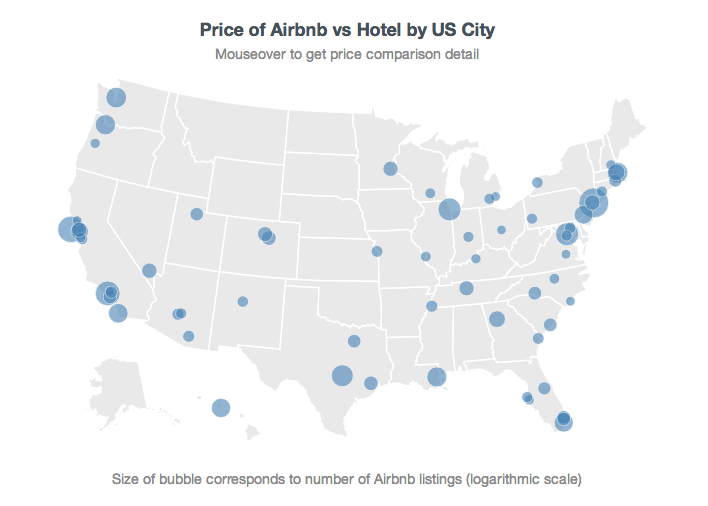 Price of Airbnb vs Hotel by US City
Mouseover to get price comparison detail
Size of bubble corresponds to number of Airbnb listings (logarithmic scale)